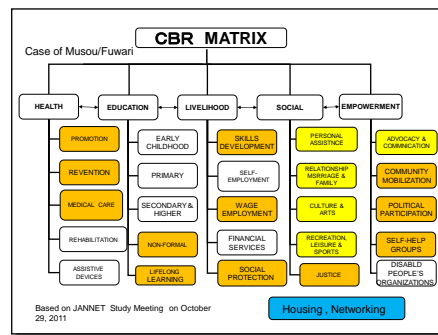 CBR MATRIX
Case of Musou/Fuwari
HEALTH
EDUCATION
LIVELIHOOD
SOCIAL
EMPOWERMENT
PROMOTION
REVENTION
MEDICAL CARE
REHABILITATION
ASSISTIVE
DEVICES
EARLY
CHILDHOOD
PRIMARY
SECONDARY &
HIGHER
NON-FORMAL
LIFELONG
LEARNING
SKILLS
DEVELOPMENT
SELF-
EMPLOYMENT
WAGE
EMPLOYMENT
FINANCIAL
SERVICES
SOCIAL
PROTECTION
PERSONAL
ASSISTNCE
RELATIONSHIP
MSRRIAGE &
FAMILY
CULTURE &
ARTS
RECREATION,
LEISURE &
SPORTS
JUSTICE
ADVOCACY &
COMMNICATION
COMMUNITY
MOBILIZATION
POLITICAL
PARTICIPATION
SELF-HELP
GROUPS
DISABLD
PEOPLE'S
ORGANIZATIONS
Based on JANNET Study Meeting on October
29, 2011
Housing , Networking